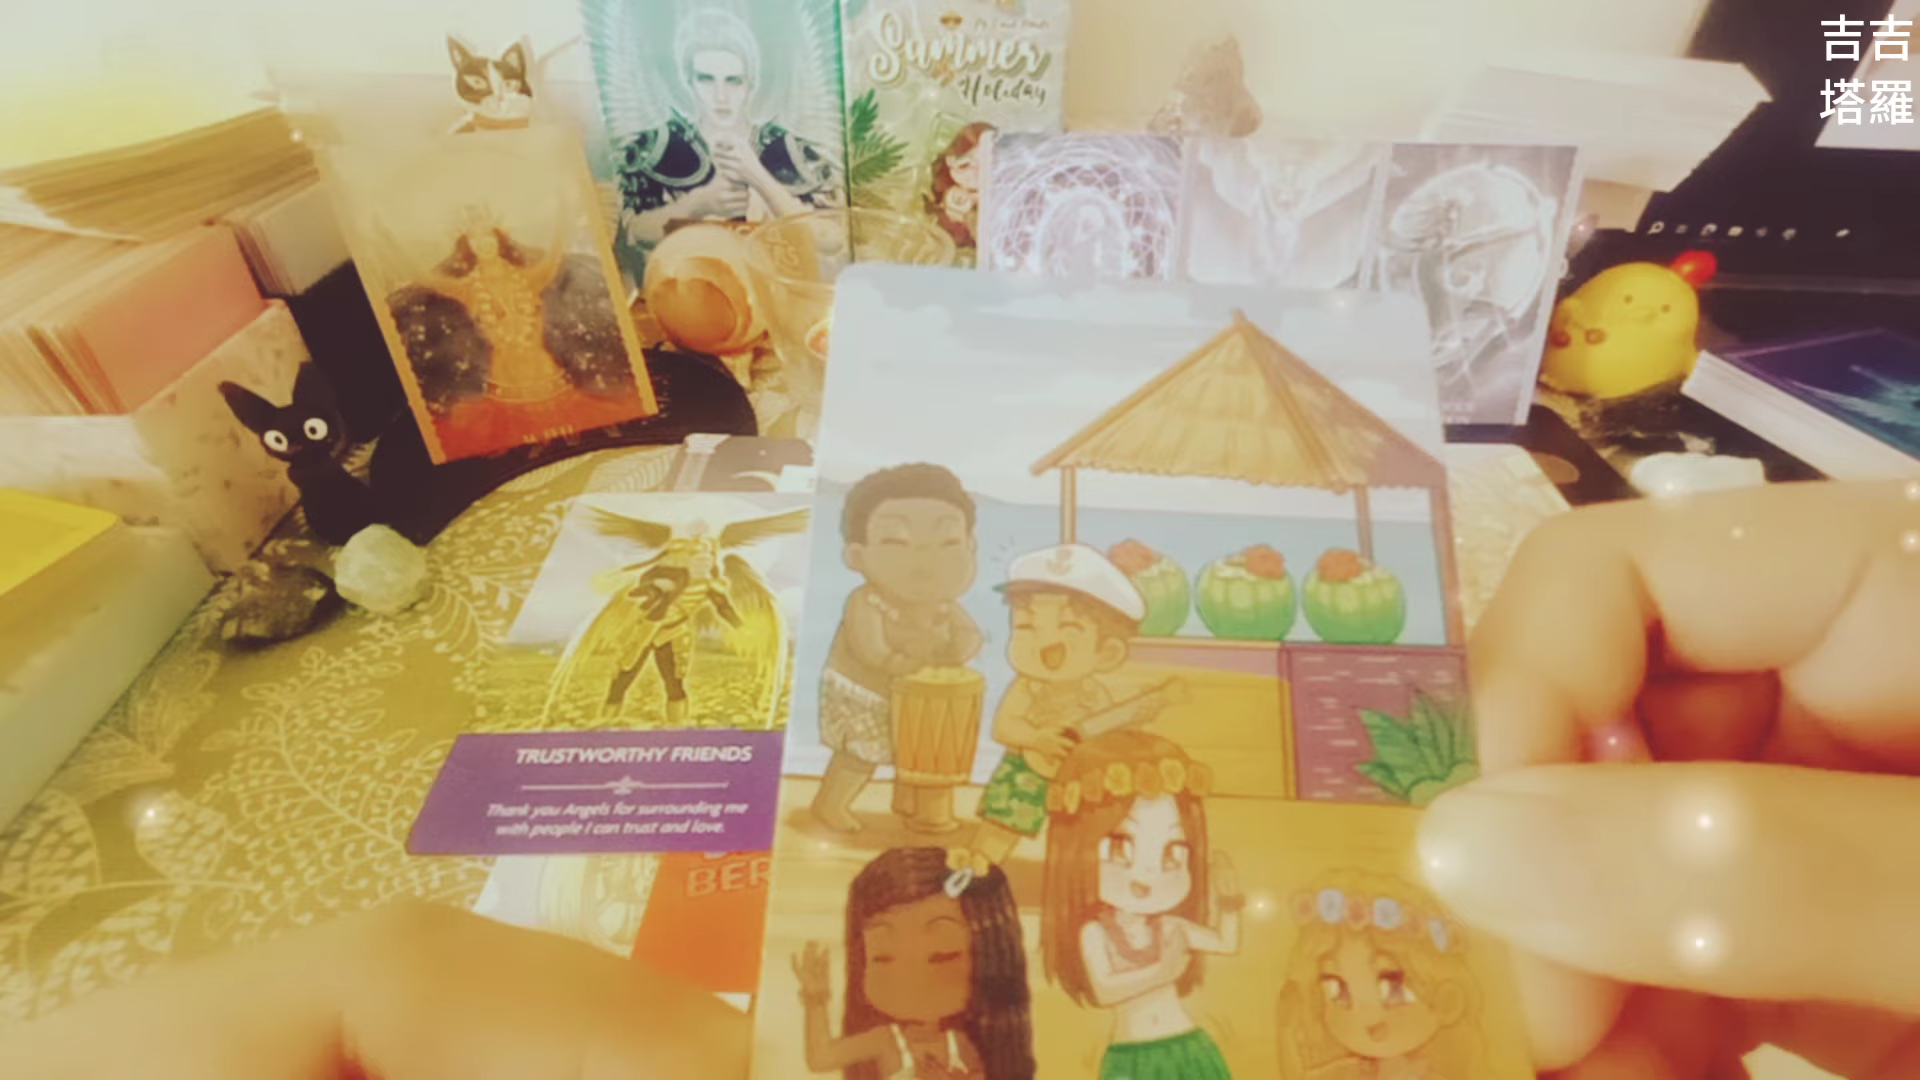 吉吉
塔羅
Summer
Holiday
TRUSTWORTHY FRIENDS
Thank you Angels for surrounding me
with people I can trust and love.
BER